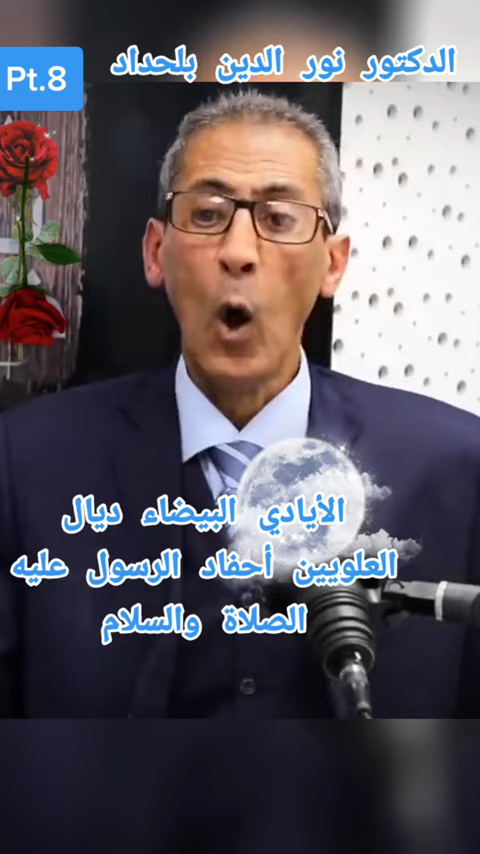 الدكتور نور الدين بلحداد
Pt.8
الأيادي البيضاء ديال
العلويين أحفاد الرسول عليه
الصلاة والسلام